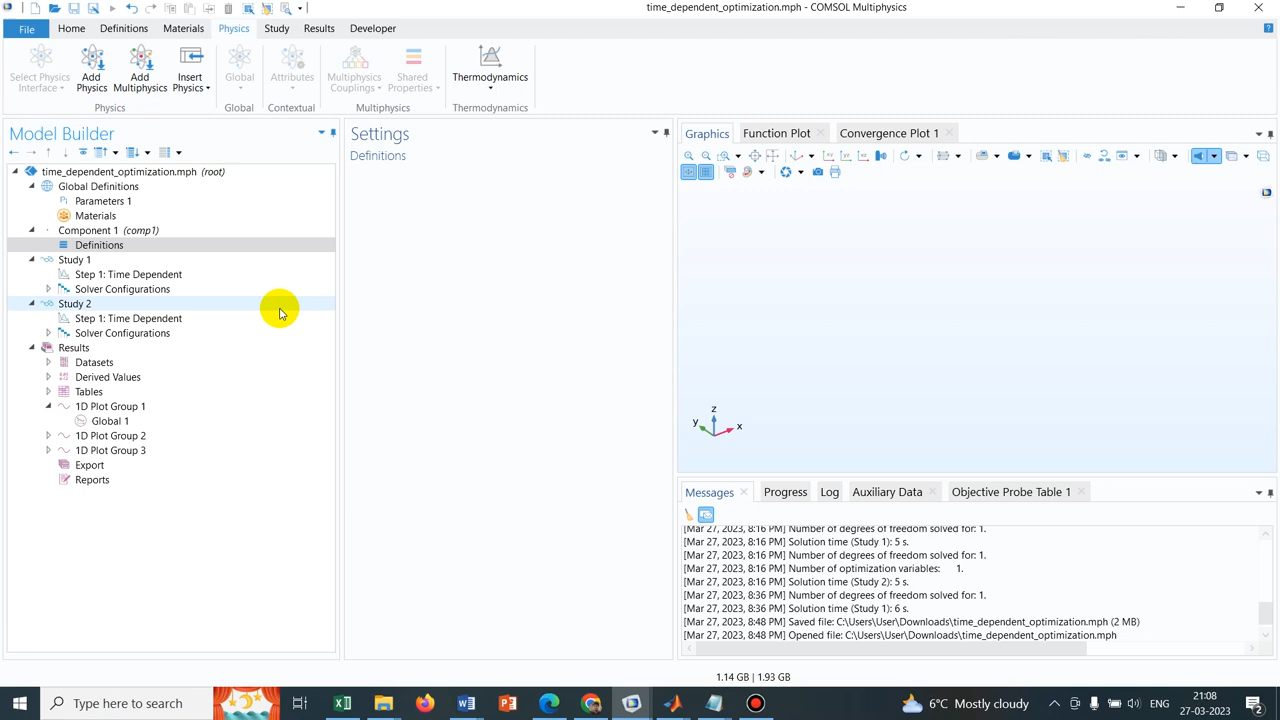 time_dependent_optimization.mph - COMSOL Multiphysics
File Home Definitions Materials Physics Study Results Developer
Select Physics Interface
Add Physics
Add Multiphysics
Insert Physics
Global
Attributes
Multiphysics Couplings
Shared Properties
Thermodynamics
Physics Global Contextual Multiphysics Thermodynamics
Model Builder
time_dependent_optimization.mph (root)
Global Definitions
Pi Parameters 1
Materials
Component 1 (comp1)
Definitions
Study 1
Step 1: Time Dependent
Solver Configurations
Study 2
Step 1: Time Dependent
Solver Configurations
Results
Datasets
Derived Values
Tables
1D Plot Group 1
Global 1
1D Plot Group 2
1D Plot Group 3
Export
Reports
Settings
Definitions
Graphics Function Plot Convergence Plot 1
z
y x
Messages Progress Log Auxiliary Data Objective Probe Table 1
[Mar 27, 2023, 8:16 PM] Number of degrees of freedom solved for: 1.
[Mar 27, 2023, 8:16 PM] Solution time (Study 1): 5 s.
[Mar 27, 2023, 8:16 PM] Number of degrees of freedom solved for: 1.
[Mar 27, 2023, 8:16 PM] Number of optimization variables: 1.
[Mar 27, 2023, 8:16 PM] Solution time (Study 2): 5 s.
[Mar 27, 2023, 8:36 PM] Number of degrees of freedom solved for: 1.
[Mar 27, 2023, 8:36 PM] Solution time (Study 1): 6 s.
[Mar 27, 2023, 8:48 PM] Saved file: C:\Users\User\Downloads\time_dependent_optimization.mph (2 MB)
[Mar 27, 2023, 8:48 PM] Opened file: C:\Users\User\Downloads\time_dependent_optimization.mph
1.14 GB | 1.93 GB
Type here to search
6°C Mostly cloudy
ENG
21:08
27-03-2023
2